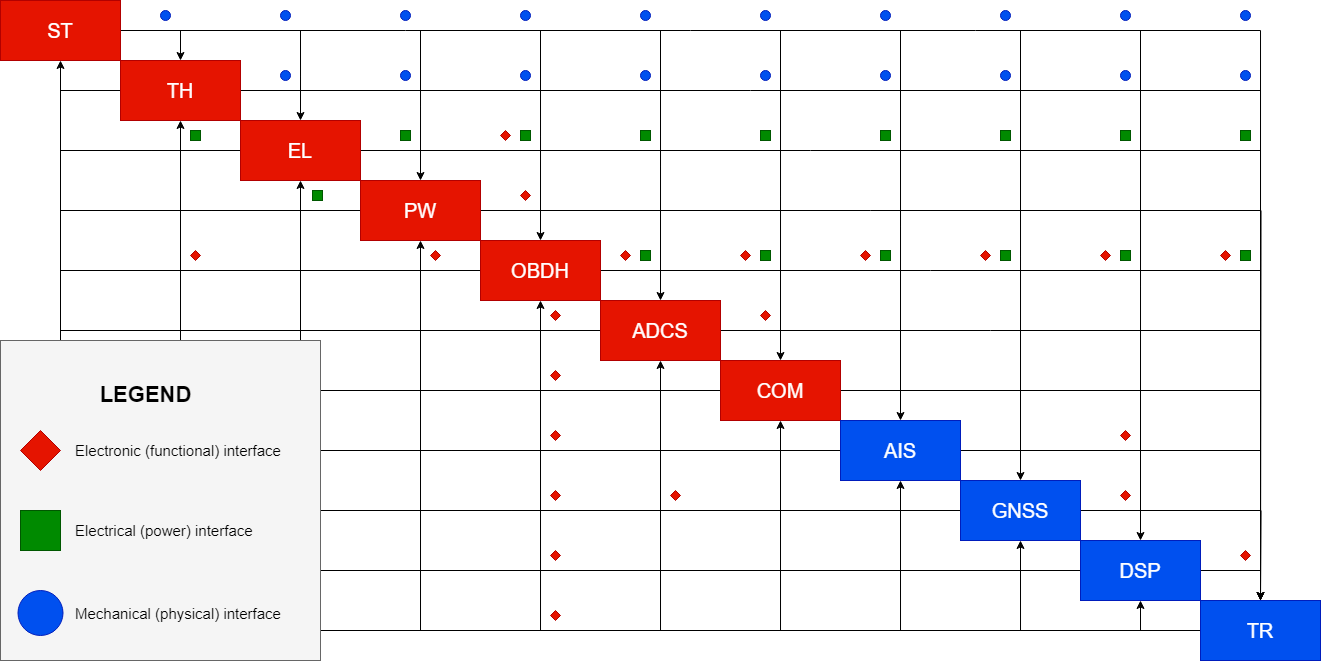 ST
TH
EL
PW
OBDH
ADCS
COM
AIS
GNSS
DSP
TR
LEGEND
Electronic (functional) interface
Electrical (power) interface
Mechanical (physical) interface